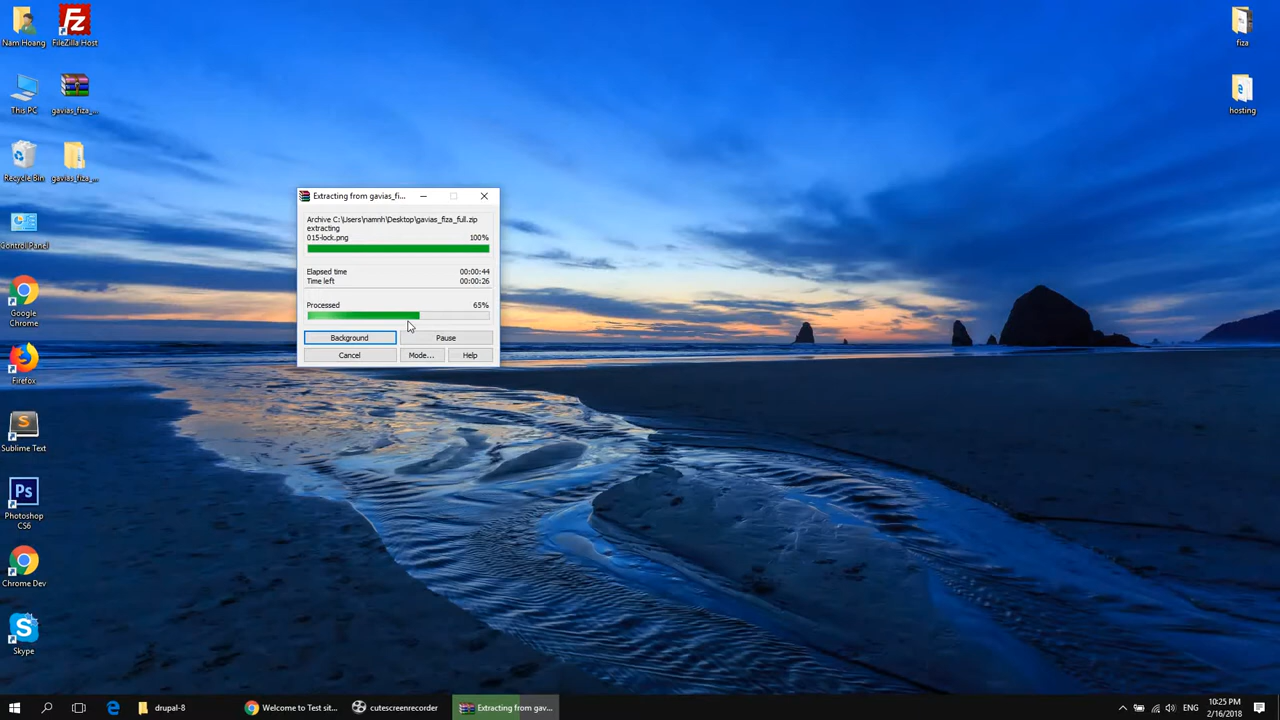 Nam Hoang
FileZilla Host
This PC
gavias_fiza_...
Recycle Bin
gavias_fiza_...
Control Panel
Google
Chrome
Firefox
Sublime Text
Ps
Photoshop
CS6
Chrome Dev
Skype
fiza
hosting
Extracting from gavias_fi...
Archive C:\Users\namnh\Desktop\gavias_fiza_full.zip
extracting
015-lock.png 100%
Elapsed time 00:00:44
Time left 00:00:26
Processed 65%
Background Pause
Cancel Mode... Help
drupal-8 Welcome to Test sit... cutescreenrecorder Extracting from gav...
ENG
10:25 PM
2/16/2018